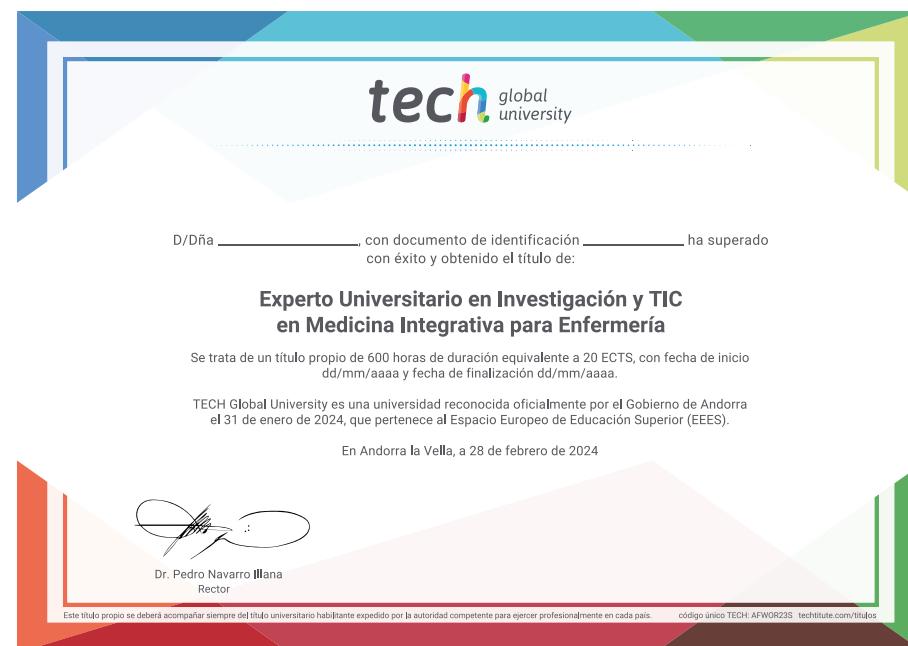 tech global university
D/Dña ____________________, con documento de identificación ______________ ha superado
con éxito y obtenido el título de:
Experto Universitario en Investigación y TIC
en Medicina Integrativa para Enfermería
Se trata de un título propio de 600 horas de duración equivalente a 20 ECTS, con fecha de inicio
dd/mm/aaaa y fecha de finalización dd/mm/aaaa.
TECH Global University es una universidad reconocida oficialmente por el Gobierno de Andorra
el 31 de enero de 2024, que pertenece al Espacio Europeo de Educación Superior (EEES).
En Andorra la Vella, a 28 de febrero de 2024
Dr. Pedro Navarro Illana
Rector
Este título propio se deberá acompañar siempre del título universitario habilitante expedido por la autoridad competente para ejercer profesionalmente en cada país. código único TECH: AFWOR23S techtitute.com/titulos